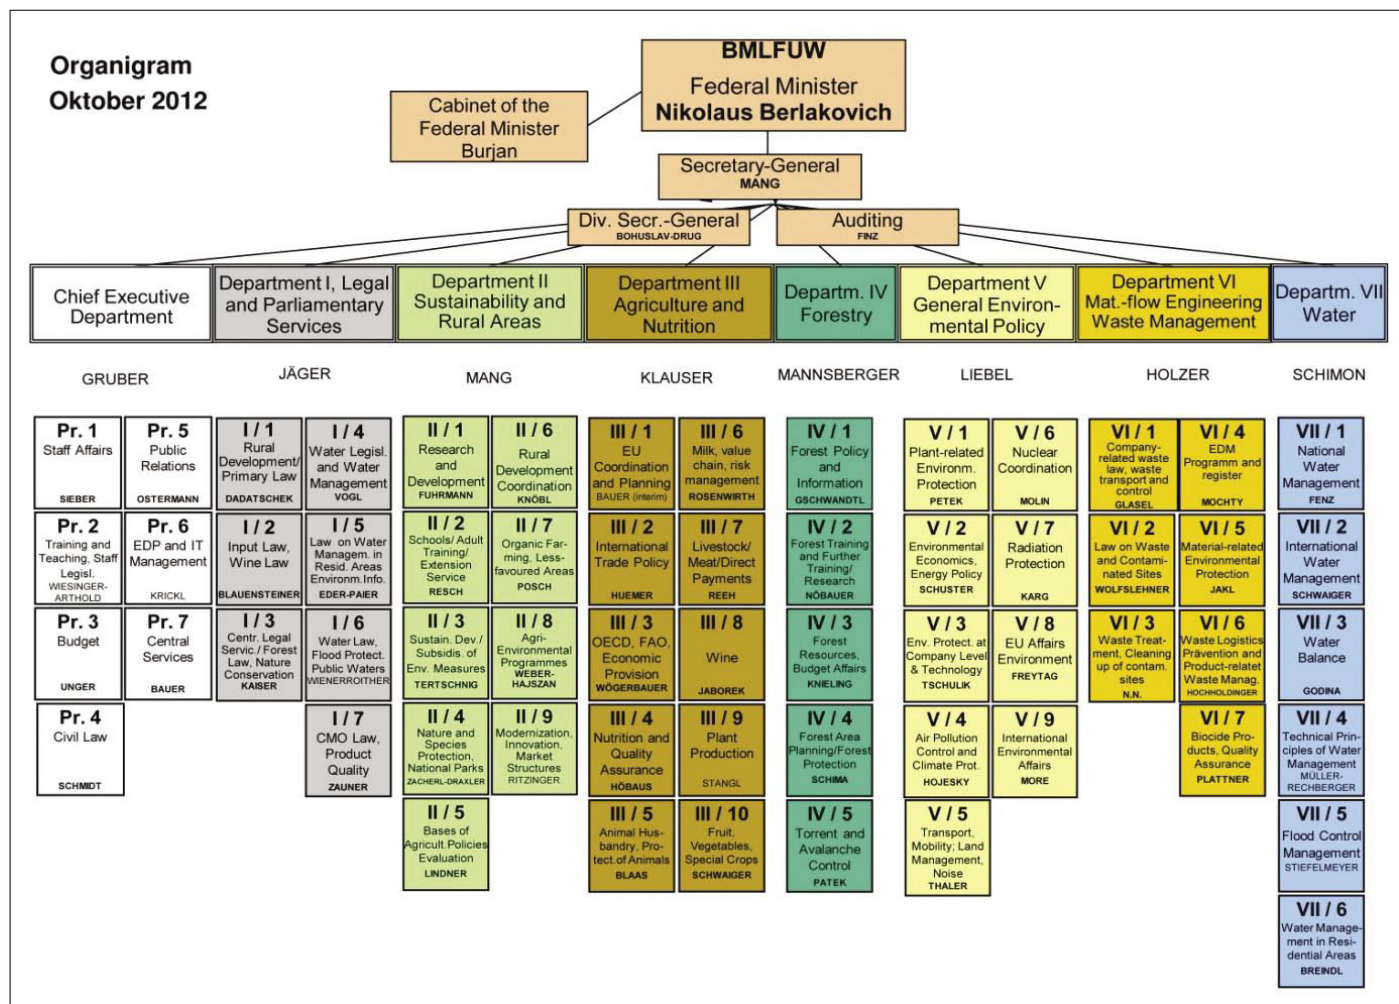 Organigram
Oktober 2012
BMLFUW
Federal Minister
Nikolaus Berlakovich
Cabinet of the
Federal Minister
Burjan
Secretary-General
MANG
Div. Secr.-General
BOHUSLAV-DRUG
Auditing
FINZ
Chief Executive
Department
Department I, Legal
and Parliamentary
Services
Department II
Sustainability and
Rural Areas
Department III
Agriculture and
Nutrition
Departm. IV
Forestry
Department V
General Environ-
mental Policy
Department VI
Mat.-flow Engineering
Waste Management
Departm. VII
Water
GRUBER
JÄGER
MANG
KLAUSER
MANNSBERGER
LIEBEL
HOLZER
SCHIMON
Pr. 1
Staff Affairs
SIEBER
Pr. 2
Training and
Teaching, Staff
Legisl.
WIESINGER-
ARTHOLD
Pr. 3
Budget
UNGER
Pr. 4
Civil Law
SCHMIDT
Pr. 5
Public
Relations
OSTERMANN
Pr. 6
EDP and IT
Management
KRICKL
Pr. 7
Central
Services
BAUER
I / 1
Rural
Development/
Primary Law
DADATSCHEK
I / 2
Input Law,
Wine Law
BLAUENSTEINER
I / 3
Centr. Legal
Servic./ Forest
Law, Nature
Conservation
KAISER
I / 4
Water Legisl.
and Water
Management
VOGL
I / 5
Law on Water
Managem. in
Resid. Areas
Environm.Info.
EDER-PAIER
I / 6
Water Law,
Flood Protect.
Public Waters
WIENERROITHER
I / 7
CMO Law,
Product
Quality
ZAUNER
II / 1
Research
and
Development
FUHRMANN
II / 2
Schools/ Adult
Training/
Extension
Service
RESCH
II / 3
Sustain. Dev./
Subsidis. of
Env. Measures
TERTSCHNIG
II / 4
Nature and
Species
Protection,
National Parks
ZACHERL-DRAXLER
II / 5
Bases of
Agricult.Policies
Evaluation
LINDNER
II / 6
Rural
Development
Coordination
KNÖBL
II / 7
Organic Far-
ming, Less-
favoured Areas
POSCH
II / 8
Agri-
Environmental
Programmes
WEBER-
HAJSZAN
II / 9
Modernization,
Innovation,
Market
Structures
RITZINGER
III / 1
EU
Coordination
and Planning
BAUER (interim)
III / 2
International
Trade Policy
HUEMER
III / 3
OECD, FAO,
Economic
Provision
WÖGERBAUER
III / 4
Nutrition and
Quality
Assurance
HÖBAUS
III / 5
Animal Hus-
bandry, Pro-
tect.of Animals
BLAAS
III / 6
Milk, value
chain, risk
management
ROSENWIRTH
III / 7
Livestock/
Meat/Direct
Payments
REEH
III / 8
Wine
JABOREK
III / 9
Plant
Production
STANGL
III / 10
Fruit,
Vegetables,
Special Crops
SCHWAIGER
IV / 1
Forest Policy
and
Information
GSCHWANDTL
IV / 2
Forest Training
and Further
Training/
Research
NÖBAUER
IV / 3
Forest
Resources,
Budget Affairs
KNIELING
IV / 4
Forest Area
Planning/Forest
Protection
SCHIMA
IV / 5
Torrent and
Avalanche
Control
PATEK
V / 1
Plant-related
Environm.
Protection
PETEK
V / 2
Environmental
Economics,
Energy Policy
SCHUSTER
V / 3
Env. Protect. at
Company Level
& Technology
TSCHULIK
V / 4
Air Pollution
Control and
Climate Prot.
HOJESKY
V / 5
Transport,
Mobility; Land
Management,
Noise
THALER
V / 6
Nuclear
Coordination
MOLIN
V / 7
Radiation
Protection
KARG
V / 8
EU Affairs
Environment
FREYTAG
V / 9
International
Environmental
Affairs
MORE
VI / 1
Company-
related waste
law, waste
transport and
control
GLASEL
VI / 2
Law on Waste
and Contami-
nated Sites
WOLFSLEHNER
VI / 3
Waste Treat-
ment, Cleaning
up of contam.
sites
N.N.
VI / 4
EDM
Programm and
register
MOCHTY
VI / 5
Material-related
Environmental
Protection
JAKL
VI / 6
Waste Logistics
Prävention and
Product-relatet
Waste Manag.
HOCHHOLDINGER
VI / 7
Biocide Pro-
ducts, Quality
Assurance
PLATTNER
VII / 1
National
Water
Management
FENZ
VII / 2
International
Water
Management
SCHWAIGER
VII / 3
Water
Balance
GODINA
VII / 4
Technical Prin-
ciples of Water
Management
MÜLLER-
RECHBERGER
VII / 5
Flood Control
Management
STIEFELMEYER
VII / 6
Water Manage-
ment in Resi-
dential Areas
BREINDL